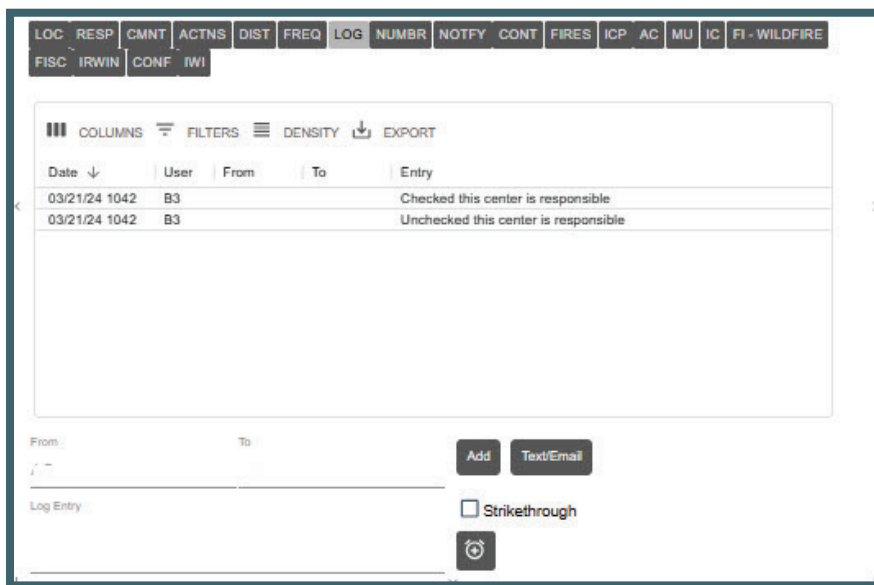 LOC RESP CMNT ACTNS DIST FREQ LOG NUMBR NOTFY CONT FIRES ICP AC MU IC FI - WILDFIRE
FISC IRWIN CONF IWI
COLUMNS FILTERS DENSITY EXPORT
Date User From To Entry
03/21/24 1042 B3 Checked this center is responsible
03/21/24 1042 B3 Unchecked this center is responsible
From To
Add Text/Email
Log Entry
Strikethrough